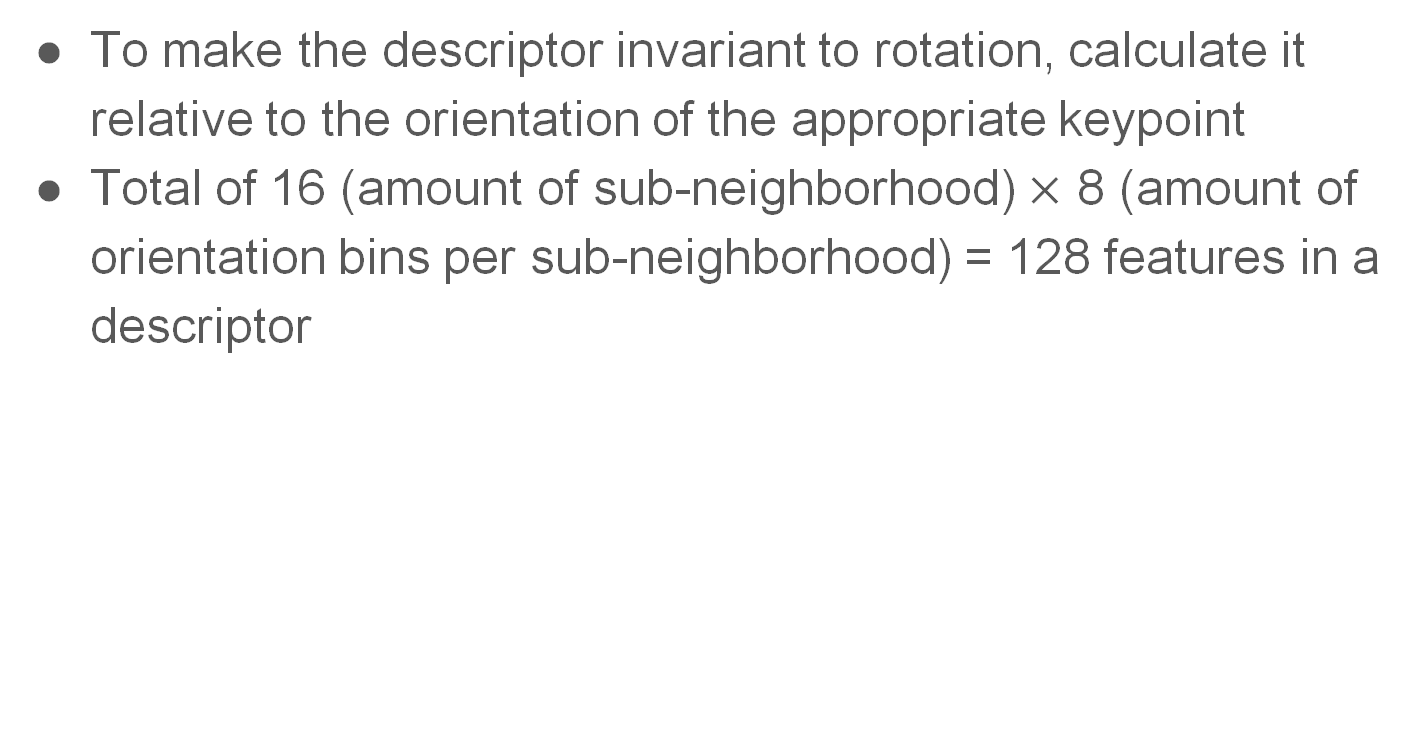 ● To make the descriptor invariant to rotation, calculate it
relative to the orientation of the appropriate keypoint
● Total of 16 (amount of sub-neighborhood) × 8 (amount of
orientation bins per sub-neighborhood) = 128 features in a
descriptor